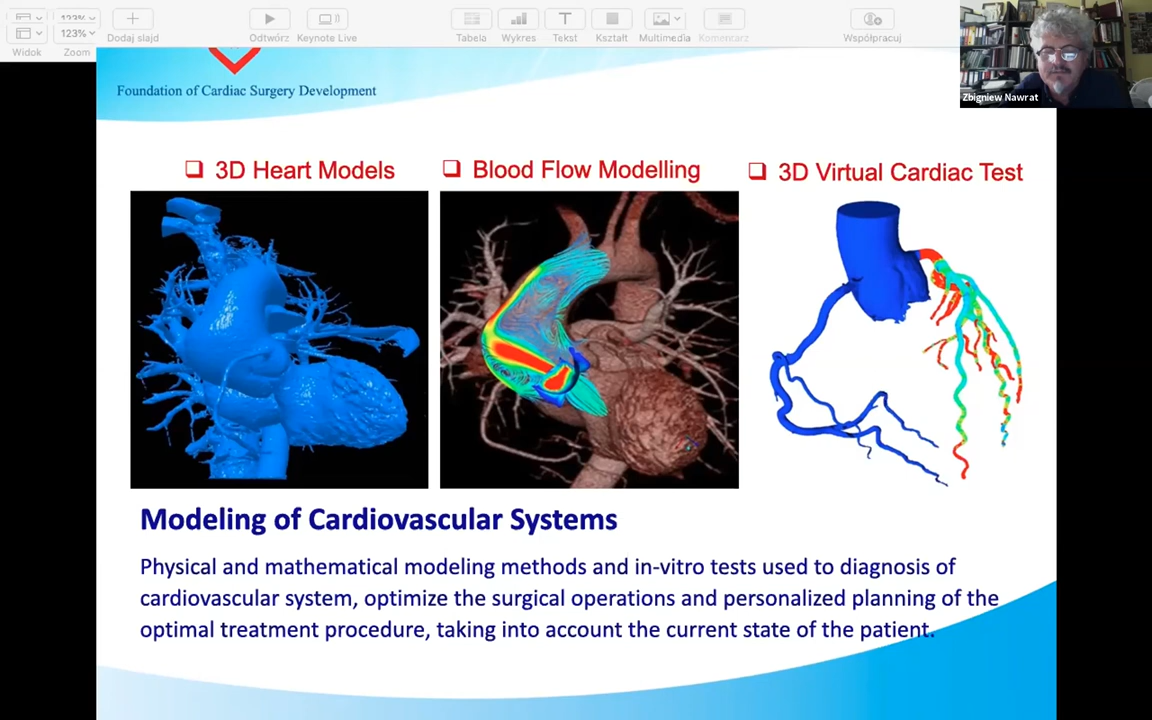 123%
123%
Widok
Zoom
Dodaj slajd
Odtwórz
Keynote Live
Tabela
Wykres
Tekst
Kształt
Multimedia
Komentarz
Współpracuj
Zbigniew Nawrat
Foundation of Cardiac Surgery Development
3D Heart Models
Blood Flow Modelling
3D Virtual Cardiac Test
Modeling of Cardiovascular Systems
Physical and mathematical modeling methods and in-vitro tests used to diagnosis of
cardiovascular system, optimize the surgical operations and personalized planning of the
optimal treatment procedure, taking into account the current state of the patient.